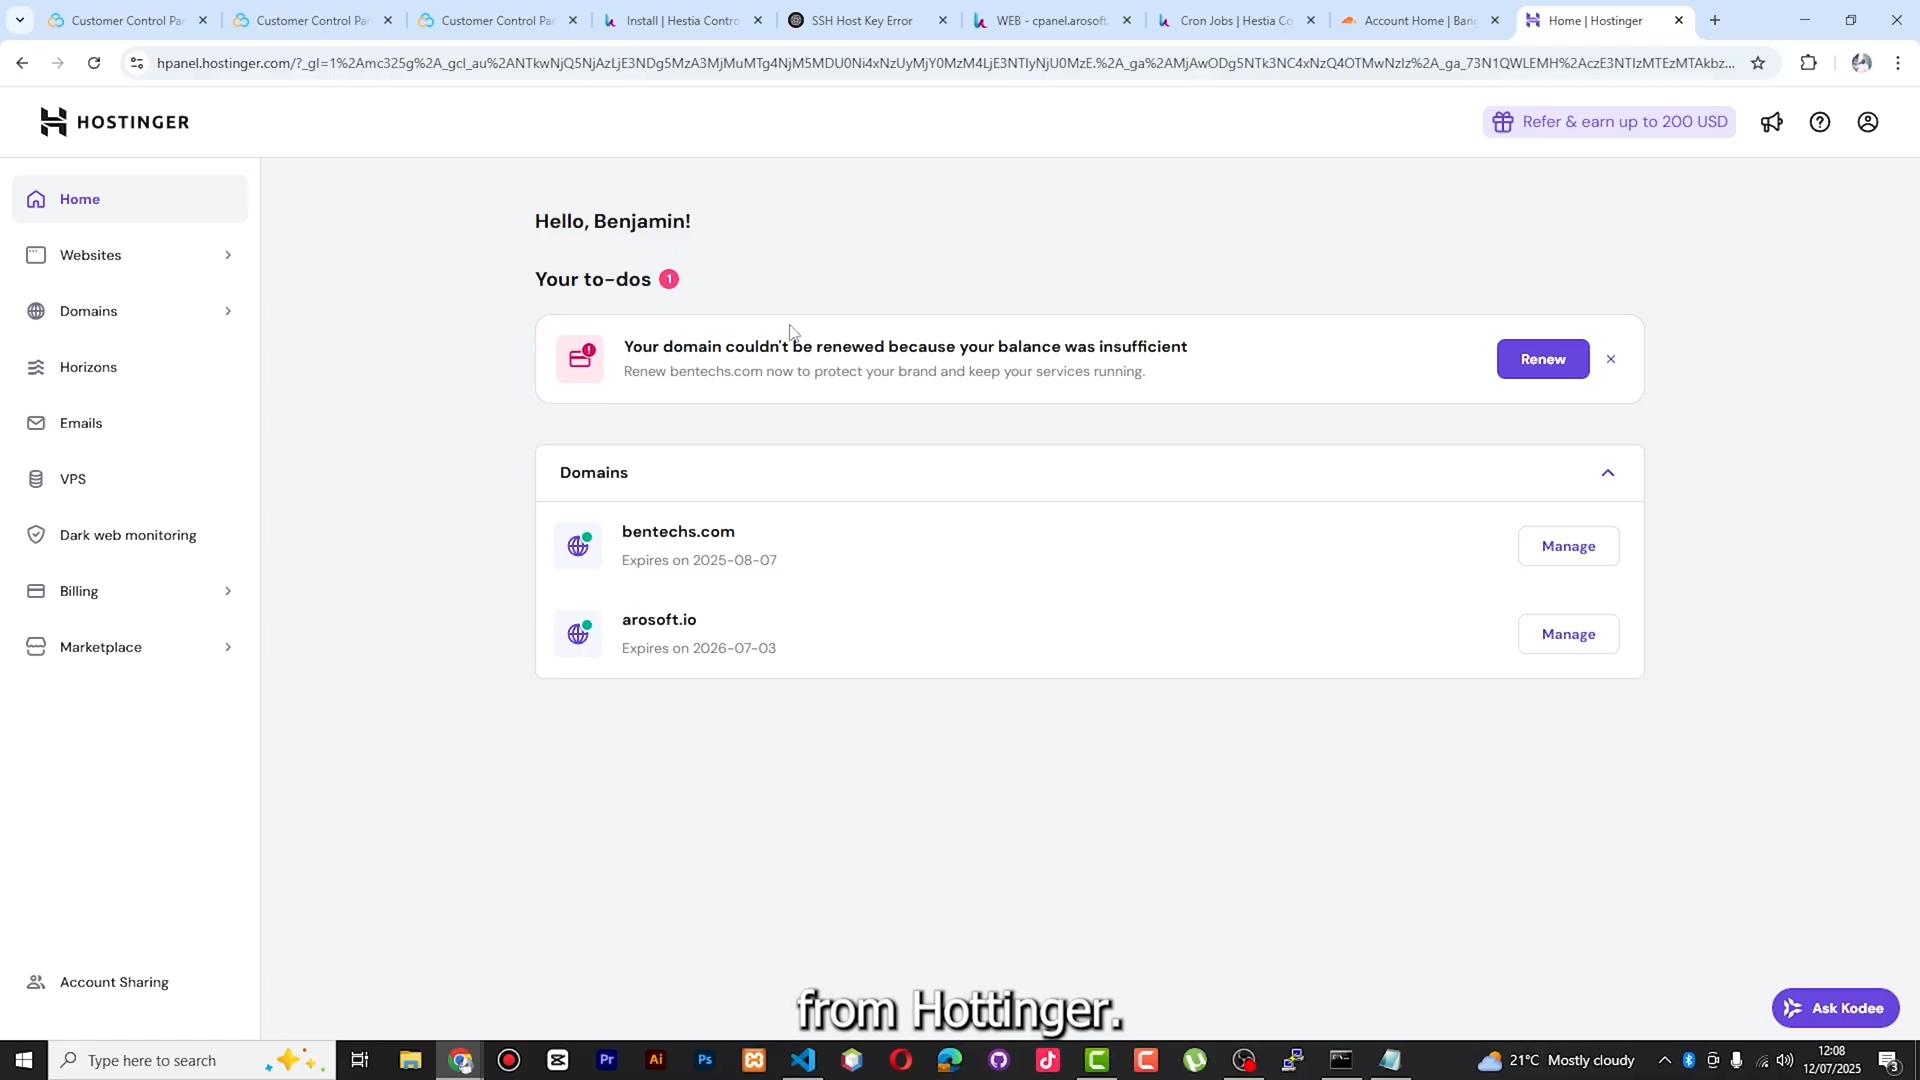 Customer Control Pa
Customer Control Pa
Customer Control Pa
Install | Hestia Contro
SSH Host Key Error
WEB - cpanel.arosoft.
Cron Jobs | Hestia Co
Account Home | Ban
Home | Hostinger
hpanel.hostinger.com/?_gl=1%2Amc325g%2A_gcl_au%2ANTkwNjQ5NjAzLjE3NDg5MzA3MjMuMTg4NjM5MDU0Ni4xNzUyMjY0MzM4LjE3NTIyNjU0MzE.%2A_ga%2AMjAwODg5NTk3NC4xNzQ4OTMwNzIz%2A_ga_73N1QWLEMH%2AczE3NTIzMTEzMTAkbz...
HOSTINGER
Refer & earn up to 200 USD
Home
Websites
Domains
Horizons
Emails
VPS
Dark web monitoring
Billing
Marketplace
Account Sharing
Hello, Benjamin!
Your to-dos 1
Your domain couldn't be renewed because your balance was insufficient
Renew bentechs.com now to protect your brand and keep your services running.
Renew
Domains
bentechs.com
Expires on 2025-08-07
Manage
arosoft.io
Expires on 2026-07-03
Manage
Ask Kodee
from Hottinger.
Type here to search
Pr
Ai
Ps
21°C Mostly cloudy
12:08
12/07/2025
3